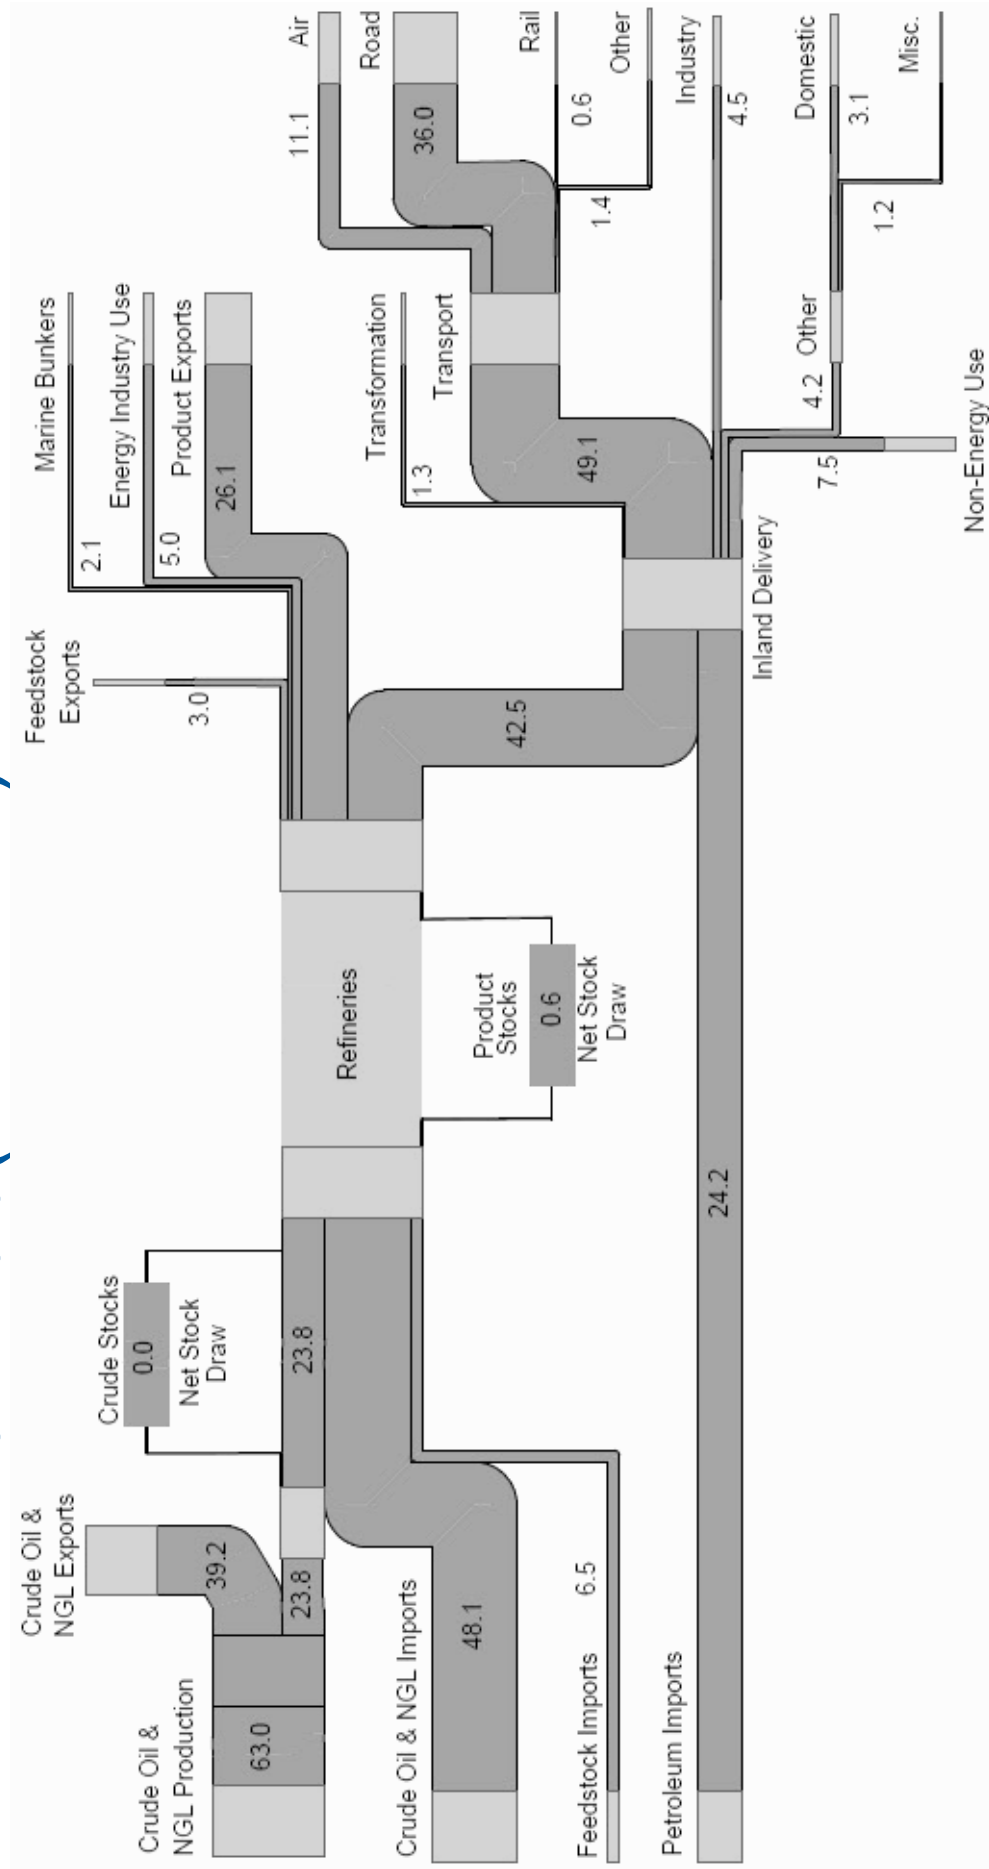 Crude Oil &
NGL Production
63.0
Crude Oil &
NGL Exports
39.2
23.8
Crude Stocks
0.0
Net Stock
Draw
23.8
Crude Oil & NGL Imports
48.1
Feedstock Imports
6.5
Petroleum Imports
24.2
Refineries
Product
Stocks
0.6
Net Stock
Draw
Feedstock
Exports
3.0
Marine Bunkers
2.1
Energy Industry Use
5.0
Product Exports
26.1
42.5
Inland Delivery
Transformation
1.3
Transport
49.1
Air
11.1
Road
36.0
Rail
0.6
Other
1.4
Industry
4.5
Other
4.2
Domestic
3.1
Misc.
1.2
Non-Energy Use
7.5